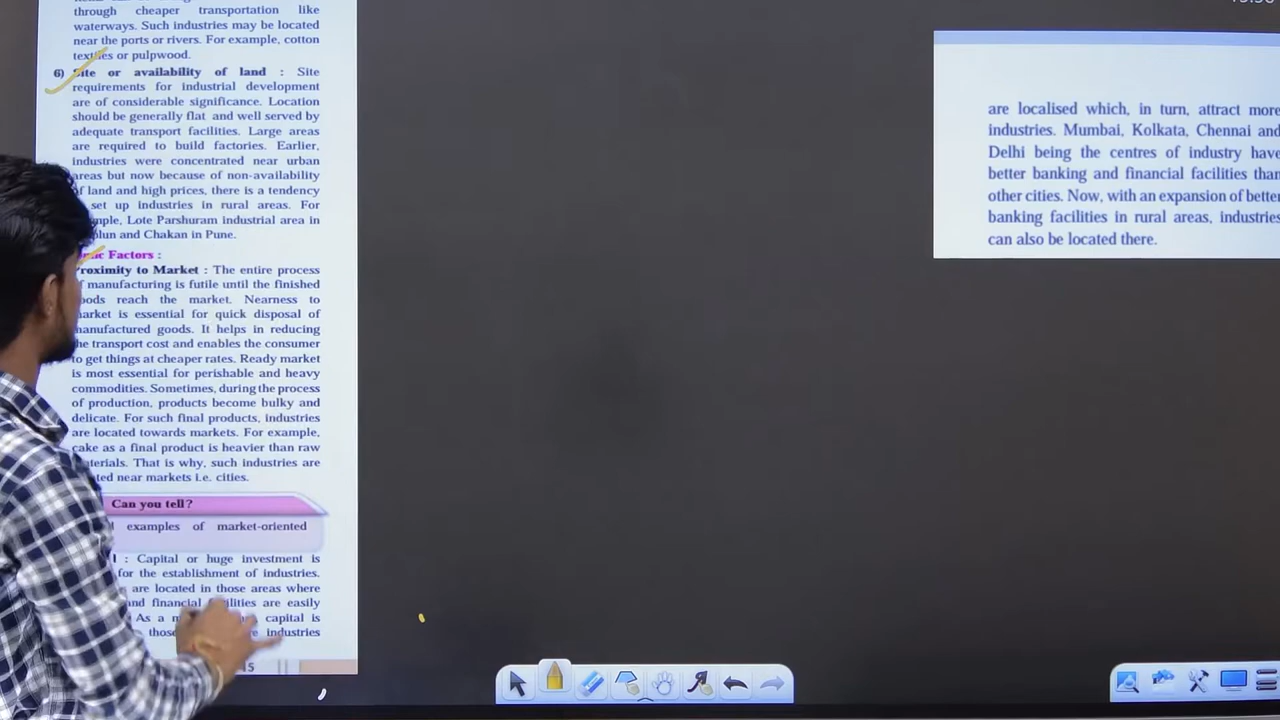 through cheaper transportation like
waterways. Such industries may be located
near the ports or rivers. For example, cotton
textiles or pulpwood.
6) Site or availability of land : Site
requirements for industrial development
are of considerable significance. Location
should be generally flat and well served by
adequate transport facilities. Large areas
are required to build factories. Earlier,
industries were concentrated near urban
areas but now because of non-availability
of land and high prices, there is a tendency
set up industries in rural areas. For
Lote Parshuram industrial area in
and Chakan in Pune.
Factors :
Proximity to Market : The entire process
of manufacturing is futile until the finished
goods reach the market. Nearness to
market is essential for quick disposal of
manufactured goods. It helps in reducing
the transport cost and enables the consumer
to get things at cheaper rates. Ready market
is most essential for perishable and heavy
commodities. Sometimes, during the process
of production, products become bulky and
delicate. For such final products, industries
are located towards markets. For example,
cake as a final product is heavier than raw
materials. That is why, such industries are
near markets i.e. cities.
Can you tell?
examples of market-oriented
: Capital or huge investment is
for the establishment of industries.
are located in those areas where
and financial facilities are easily
As a capital is
those industries
15
are localised which, in turn, attract more
industries. Mumbai, Kolkata, Chennai and
Delhi being the centres of industry have
better banking and financial facilities than
other cities. Now, with an expansion of better
banking facilities in rural areas, industries
can also be located there.